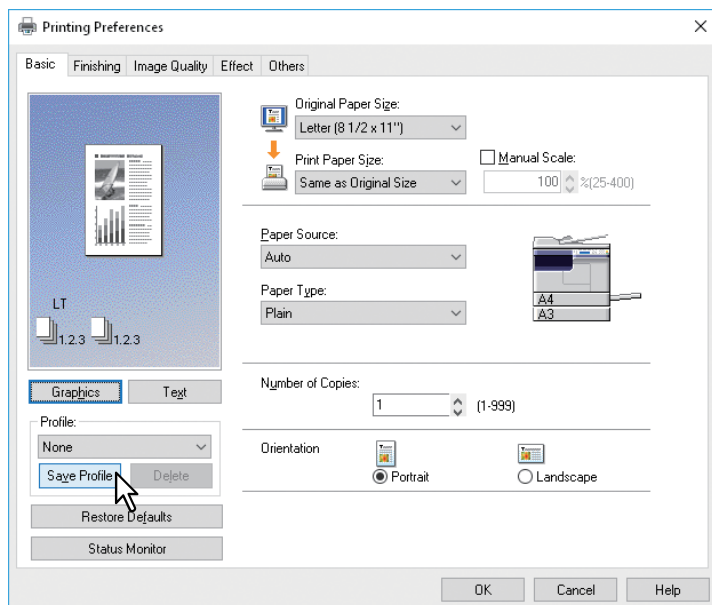 Printing Preferences
Basic Finishing Image Quality Effect Others
LT
1.2.3 1.2.3
Graphics Text
Profile:
None
Save Profile Delete
Restore Defaults
Status Monitor
Original Paper Size:
Letter (8 1/2 x 11")
Print Paper Size:
Same as Original Size
Manual Scale:
100 %(25-400)
Paper Source:
Auto
Paper Type:
Plain
A4
A3
Number of Copies:
1 (1-999)
Orientation
Portrait Landscape
OK Cancel Help